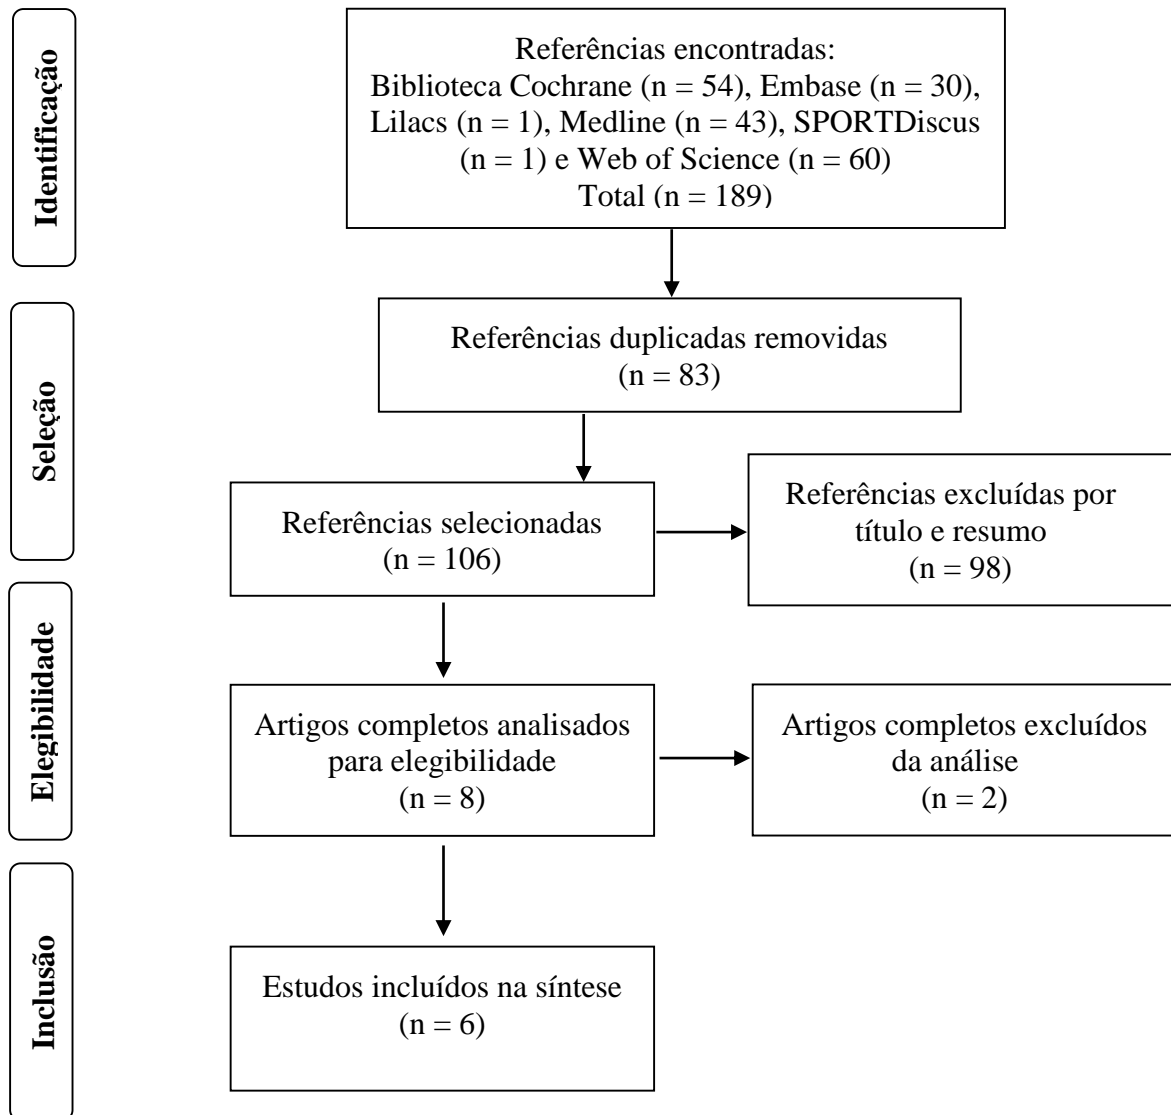 Identificação
Referências encontradas:
Biblioteca Cochrane (n = 54), Embase (n = 30),
Lilacs (n = 1), Medline (n = 43), SPORTDiscus
(n = 1) e Web of Science (n = 60)
Total (n = 189)
Seleção
Referências duplicadas removidas
(n = 83)
Referências selecionadas
(n = 106)
Referências excluídas por
título e resumo
(n = 98)
Elegibilidade
Artigos completos analisados
para elegibilidade
(n = 8)
Artigos completos excluídos
da análise
(n = 2)
Inclusão
Estudos incluídos na síntese
(n = 6)